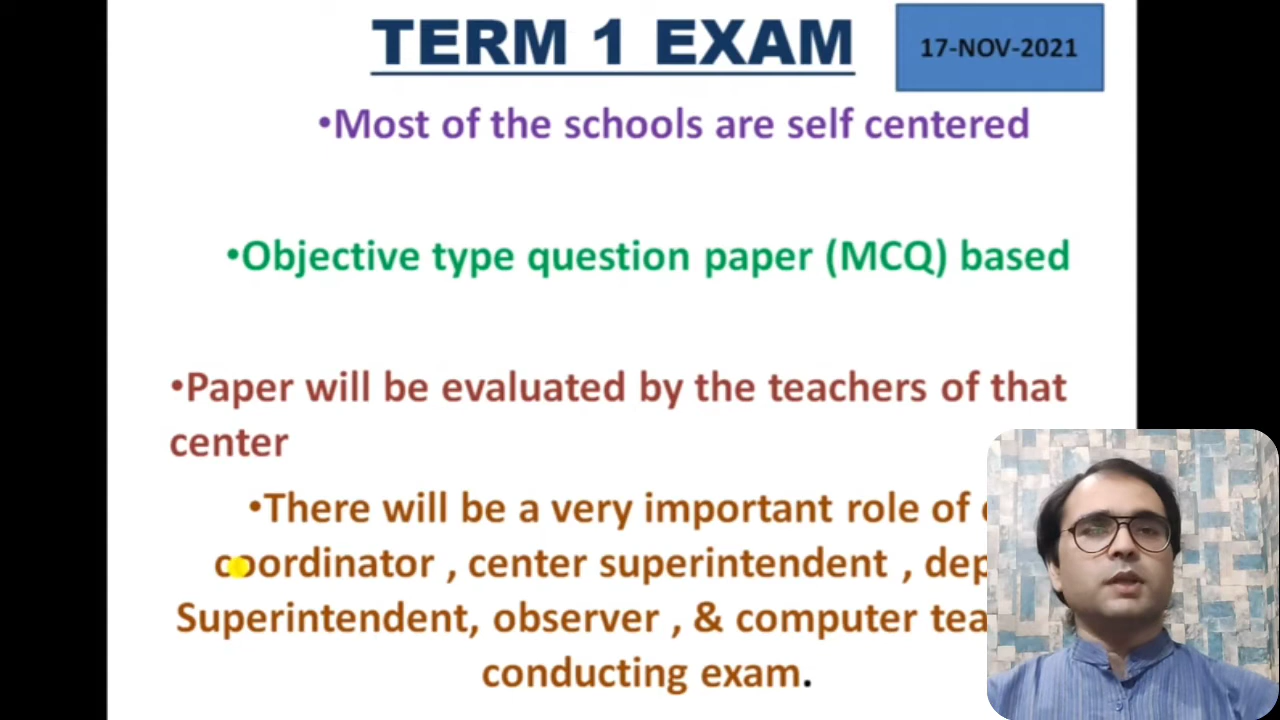 TERM 1 EXAM
17-NOV-2021
•Most of the schools are self centered
•Objective type question paper (MCQ) based
•Paper will be evaluated by the teachers of that
center
•There will be a very important role of
coordinator , center superintendent ,
Superintendent, observer , & computer
conducting exam.